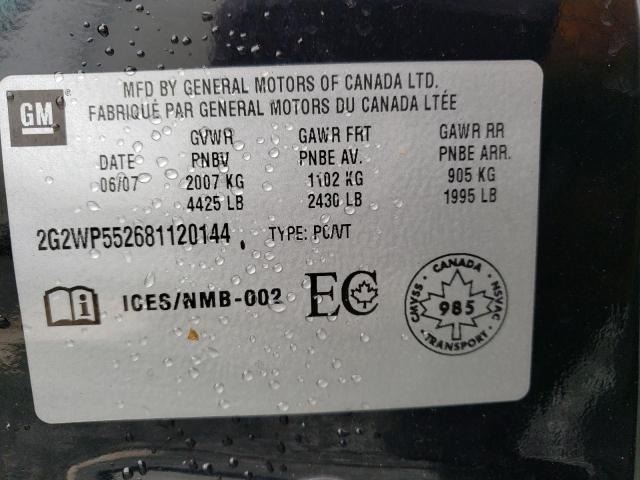 MFD BY GENERAL MOTORS OF CANADA LTD.
FABRIQUÉ PAR GENERAL MOTORS DU CANADA LTÉE
GM
GVWR GAWR FRT GAWR RR
DATE PNBV PNBE AV. PNBE ARR.
06/07 2007 KG 1102 KG 905 KG
4425 LB 2430 LB 1995 LB
2G2WP552681120144 TYPE: PC/VT
i ICES/NMB-002 EC
CANADA
CMVSS 985 NSVAC
TRANSPORT